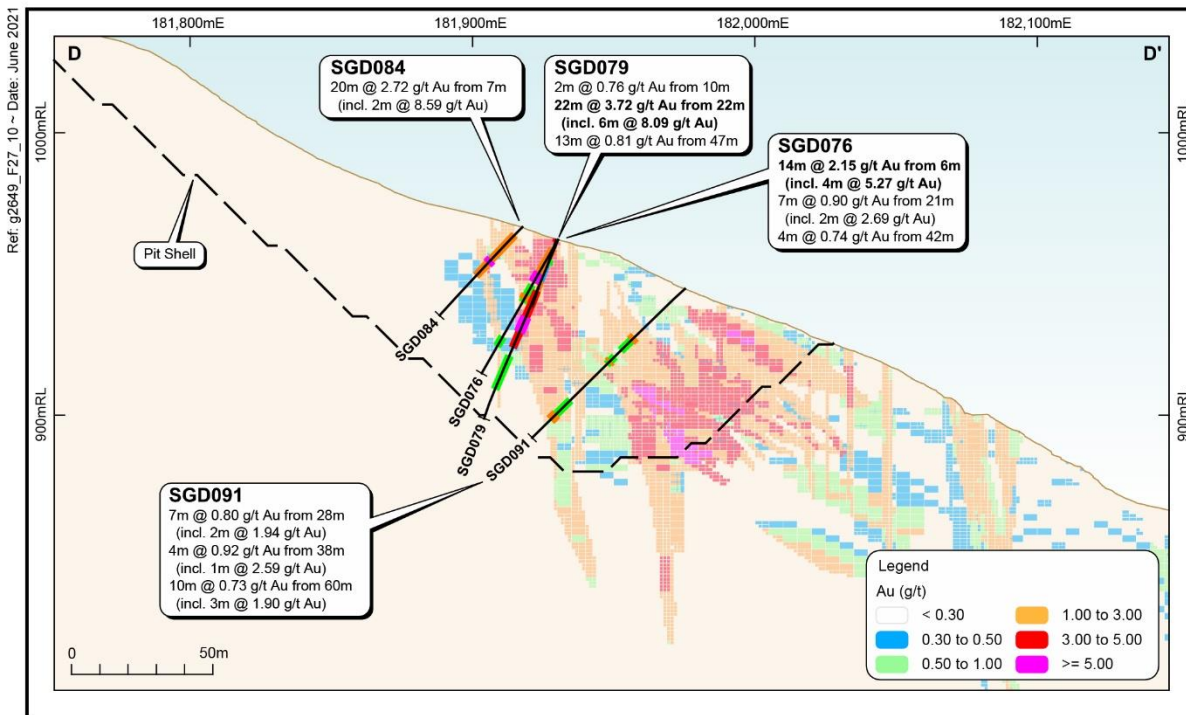 Ref: g2649_F27_10 ~ Date: June 2021
181,800mE
181,900mE
182,000mE
182,100mE
D
D'
1000mRL
1000mRL
900mRL
900mRL
SGD084
20m @ 2.72 g/t Au from 7m
(incl. 2m @ 8.59 g/t Au)
SGD079
2m @ 0.76 g/t Au from 10m
22m @ 3.72 g/t Au from 22m
(incl. 6m @ 8.09 g/t Au)
13m @ 0.81 g/t Au from 47m
SGD076
14m @ 2.15 g/t Au from 6m
(incl. 4m @ 5.27 g/t Au)
7m @ 0.90 g/t Au from 21m
(incl. 2m @ 2.69 g/t Au)
4m @ 0.74 g/t Au from 42m
Pit Shell
SGD084
SGD076
SGD079
SGD091
SGD091
7m @ 0.80 g/t Au from 28m
(incl. 2m @ 1.94 g/t Au)
4m @ 0.92 g/t Au from 38m
(incl. 1m @ 2.59 g/t Au)
10m @ 0.73 g/t Au from 60m
(incl. 3m @ 1.90 g/t Au)
0 50m
Legend
Au (g/t)
< 0.30
0.30 to 0.50
0.50 to 1.00
1.00 to 3.00
3.00 to 5.00
>= 5.00